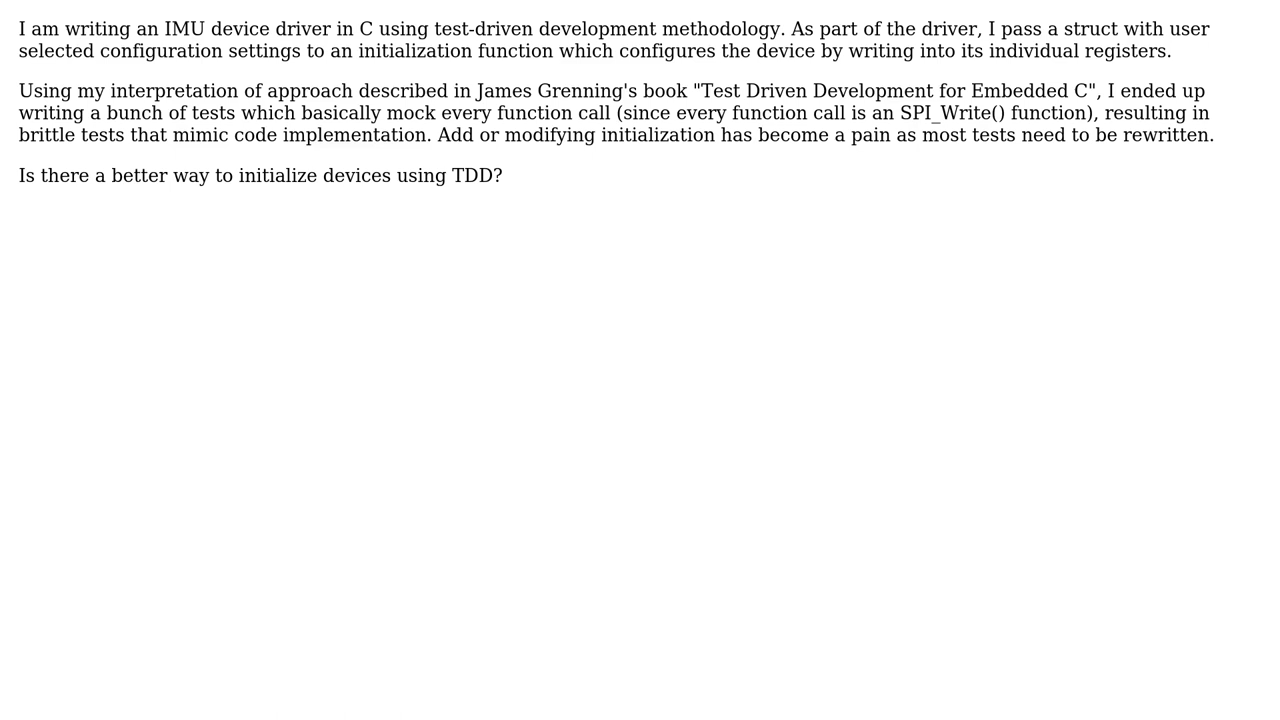 I am writing an IMU device driver in C using test-driven development methodology. As part of the driver, I pass a struct with user
selected configuration settings to an initialization function which configures the device by writing into its individual registers.
Using my interpretation of approach described in James Grenning's book "Test Driven Development for Embedded C", I ended up
writing a bunch of tests which basically mock every function call (since every function call is an SPI_Write() function), resulting in
brittle tests that mimic code implementation. Add or modifying initialization has become a pain as most tests need to be rewritten.
Is there a better way to initialize devices using TDD?